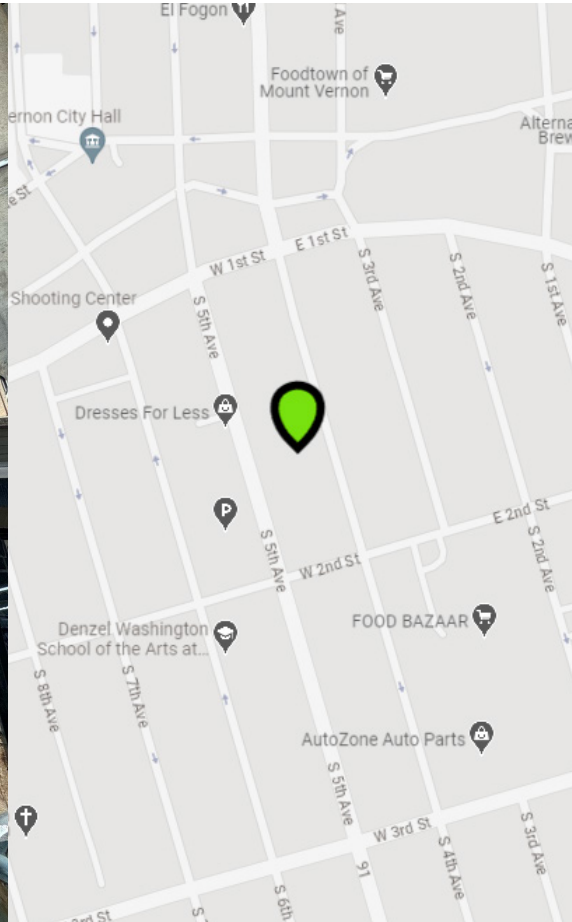 El Fogon
Ave
Foodtown of
Mount Vernon
ernon City Hall
Alterna
Brew
e St
W 1st St
E 1st St
S 3rd Ave
S 2nd Ave
S 1st Ave
Shooting Center
S 5th Ave
Dresses For Less
P
E 2nd St
S 5th Ave
W 2nd St
S 2nd Ave
FOOD BAZAAR
Denzel Washington
School of the Arts at...
S 8th Ave
S 7th Ave
AutoZone Auto Parts
S 5th Ave
W 3rd St
91
S 4th Ave
S 3rd Ave
S 6th
rd St